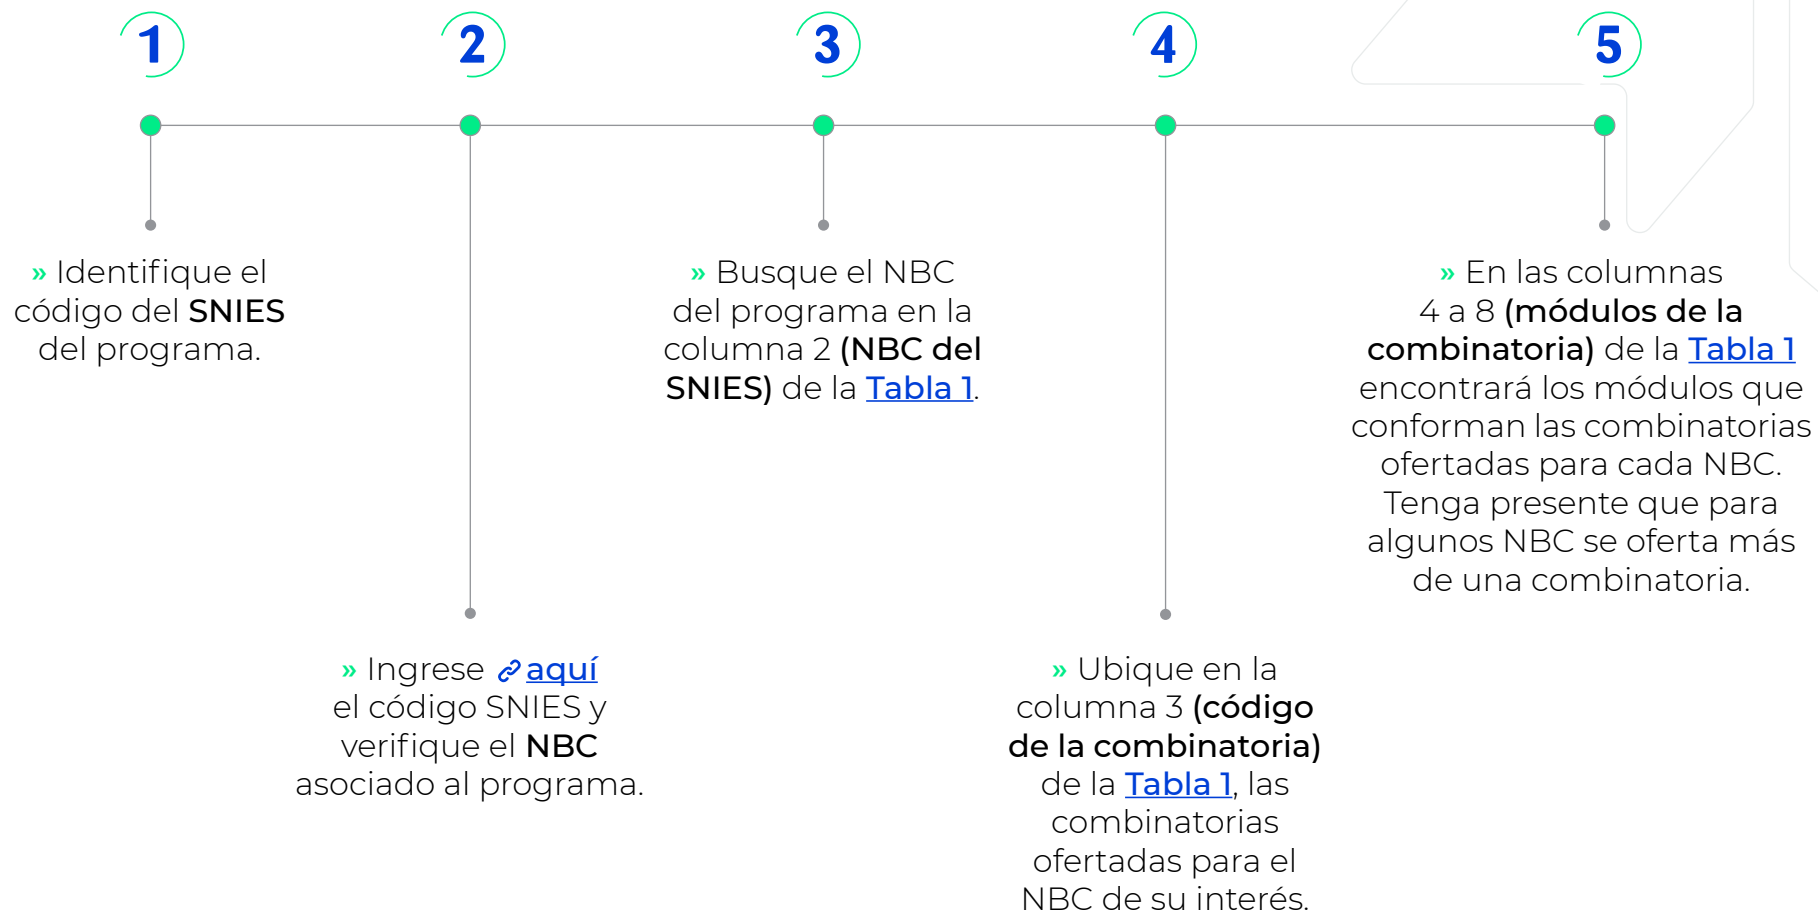 1
» Identifique el
código del SNIES
del programa.
2
» Ingrese aquí
el código SNIES y
verifique el NBC
asociado al programa.
3
» Busque el NBC
del programa en la
columna 2 (NBC del
SNIES) de la Tabla 1.
4
» Ubique en la
columna 3 (código
de la combinatoria)
de la Tabla 1, las
combinatorias
ofertadas para el
NBC de su interés.
5
» En las columnas
4 a 8 (módulos de la
combinatoria) de la Tabla 1
encontrará los módulos que
conforman las combinatorias
ofertadas para cada NBC.
Tenga presente que para
algunos NBC se oferta más
de una combinatoria.